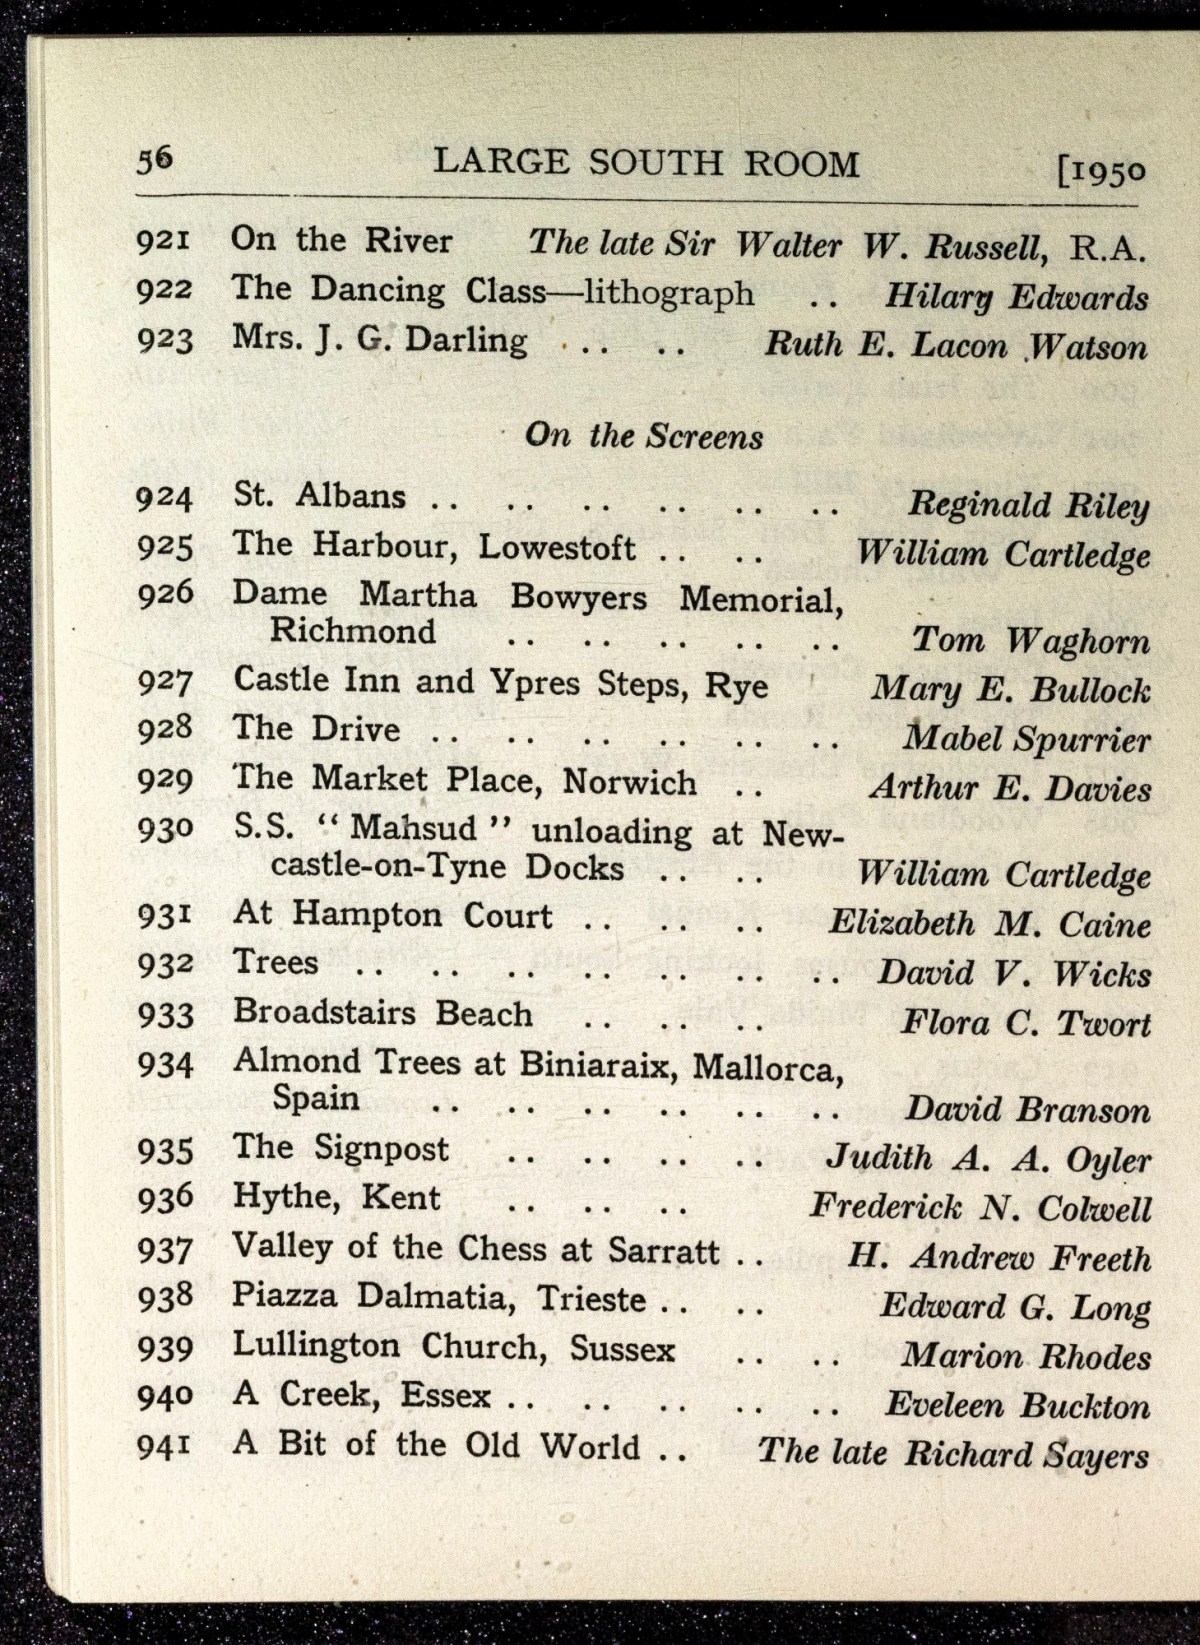 56 LARGE SOUTH ROOM [1950
921 On the River The late Sir Walter W. Russell, R.A.
922 The Dancing Class—lithograph .. Hilary Edwards
923 Mrs. J. G. Darling .. .. Ruth E. Lacon Watson
On the Screens
924 St. Albans .. .. .. .. .. .. Reginald Riley
925 The Harbour, Lowestoft .. .. William Cartledge
926 Dame Martha Bowyers Memorial,
Richmond .. .. .. .. .. Tom Waghorn
927 Castle Inn and Ypres Steps, Rye Mary E. Bullock
928 The Drive .. .. .. .. .. .. Mabel Spurrier
929 The Market Place, Norwich .. Arthur E. Davies
930 S.S. “ Mahsud ” unloading at New-
castle-on-Tyne Docks .. .. William Cartledge
931 At Hampton Court .. .. .. Elizabeth M. Caine
932 Trees .. .. .. .. .. .. .. David V. Wicks
933 Broadstairs Beach .. .. .. Flora C. Twort
934 Almond Trees at Biniaraix, Mallorca,
Spain .. .. .. .. .. .. David Branson
935 The Signpost .. .. .. .. Judith A. A. Oyler
936 Hythe, Kent .. .. .. Frederick N. Colwell
937 Valley of the Chess at Sarratt .. H. Andrew Freeth
938 Piazza Dalmatia, Trieste .. .. Edward G. Long
939 Lullington Church, Sussex .. .. Marion Rhodes
940 A Creek, Essex .. .. .. .. .. Eveleen Buckton
941 A Bit of the Old World .. The late Richard Sayers